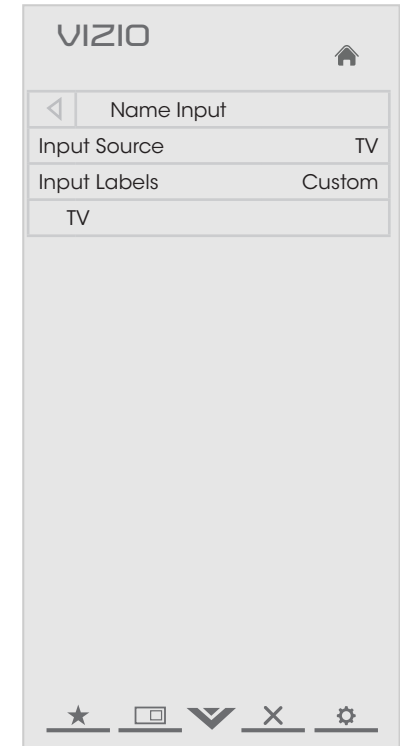 VIZIO
Name Input
Input Source TV
Input Labels Custom
TV